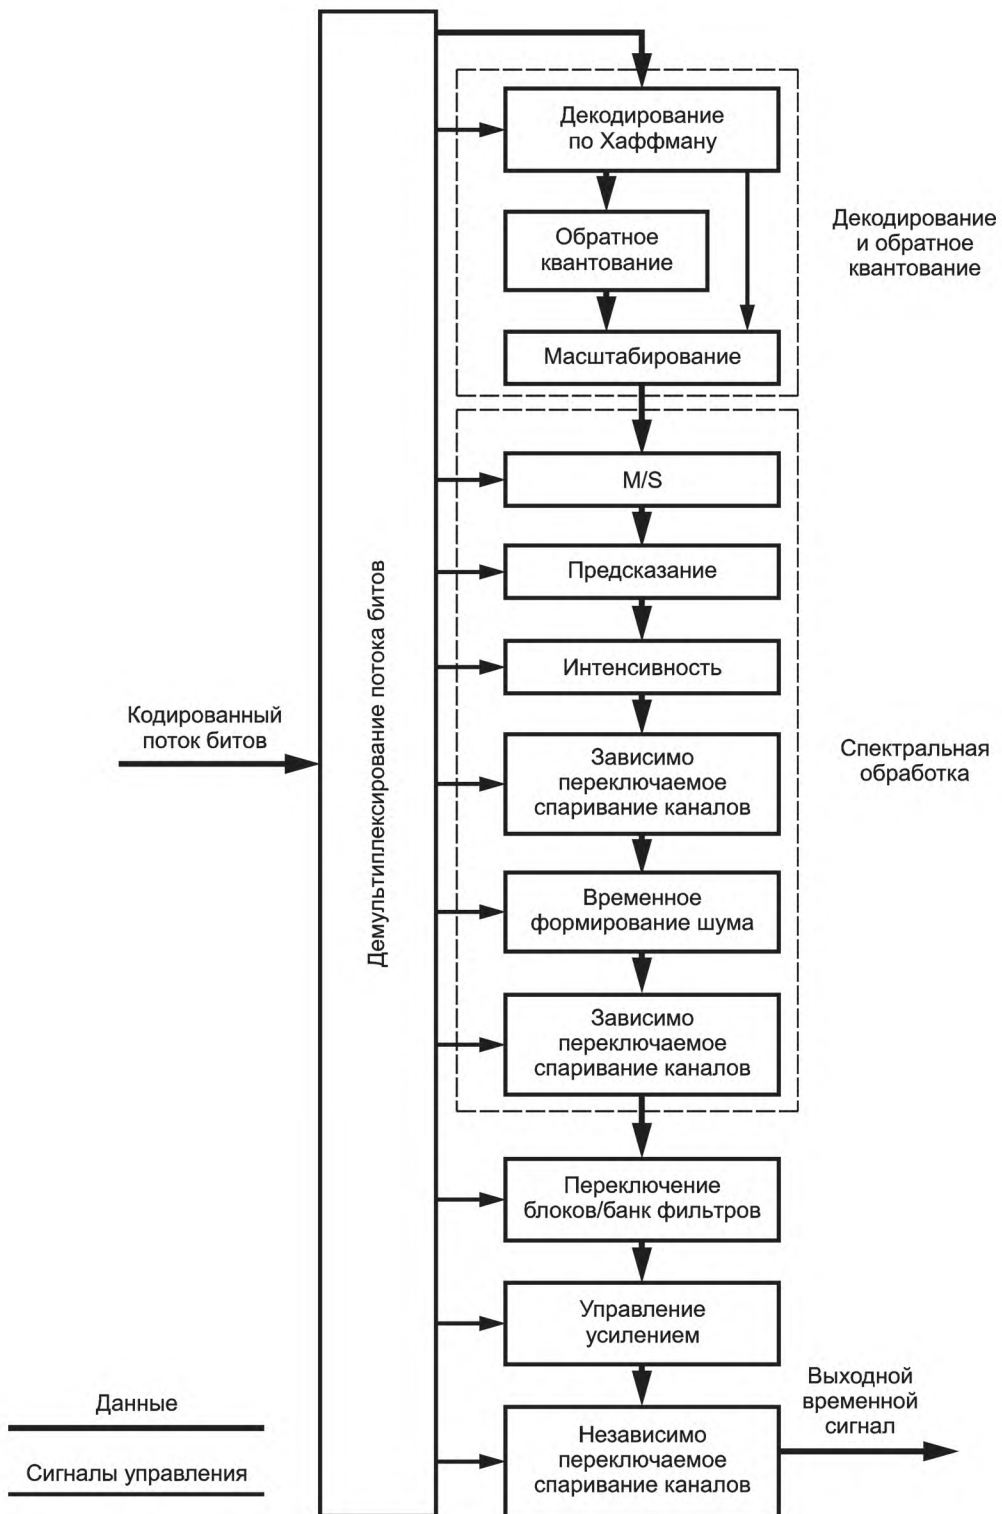 Декодирование
по Хаффману
Обратное
квантование
Масштабирование
Декодирование
и обратное
квантование
M/S
Предсказание
Интенсивность
Зависимо
переключаемое
спаривание каналов
Временное
формирование шума
Зависимо
переключаемое
спаривание каналов
Спектральная
обработка
Демультиплексирование потока битов
Кодированный
поток битов
Переключение
блоков/банк фильтров
Управление
усилением
Независимо
переключаемое
спаривание каналов
Выходной
временной
сигнал
Данные
Сигналы управления